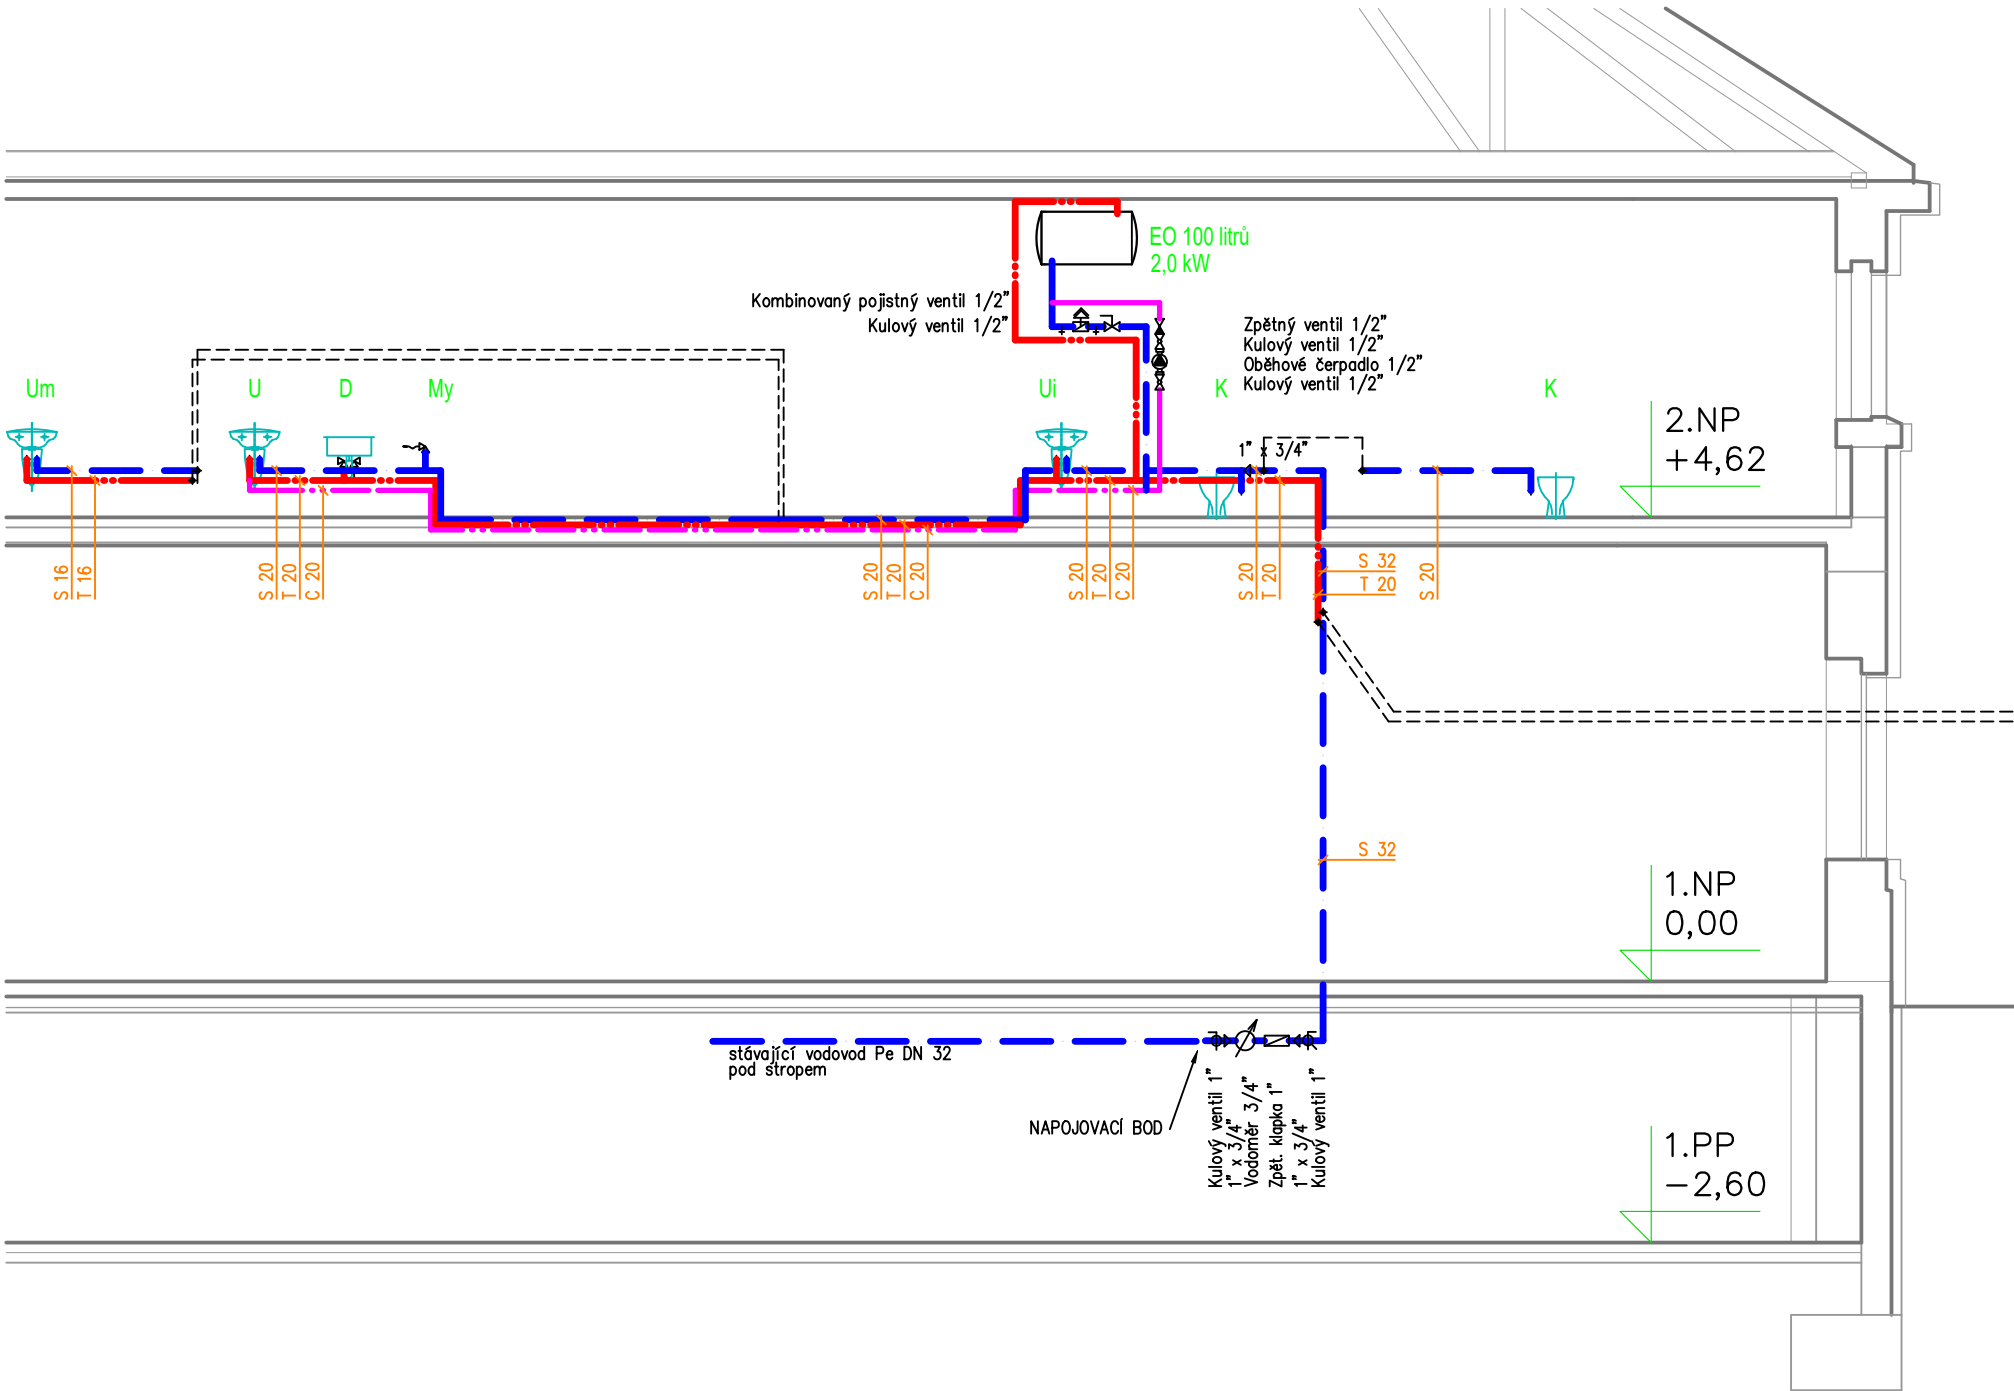 EO 100 litrů
2,0 kW
Kombinovaný pojistný ventil 1/2"
Kulový ventil 1/2"
Zpětný ventil 1/2"
Kulový ventil 1/2"
Oběhové čerpadlo 1/2"
Kulový ventil 1/2"
Um
U
D
My
Ui
K
K
1" x 3/4"
2.NP
+4,62
S 16
T 16
S 20
T 20
C 20
S 20
T 20
C 20
S 20
T 20
C 20
S 20
T 20
S 32
T 20
S 20
S 32
1.NP
0,00
stávající vodovod Pe DN 32
pod stropem
NAPOJOVACÍ BOD
Kulový ventil 1"
1" x 3/4"
Vodoměr 3/4"
Zpět. klapka 1"
1" x 3/4"
Kulový ventil 1"
1.PP
-2,60